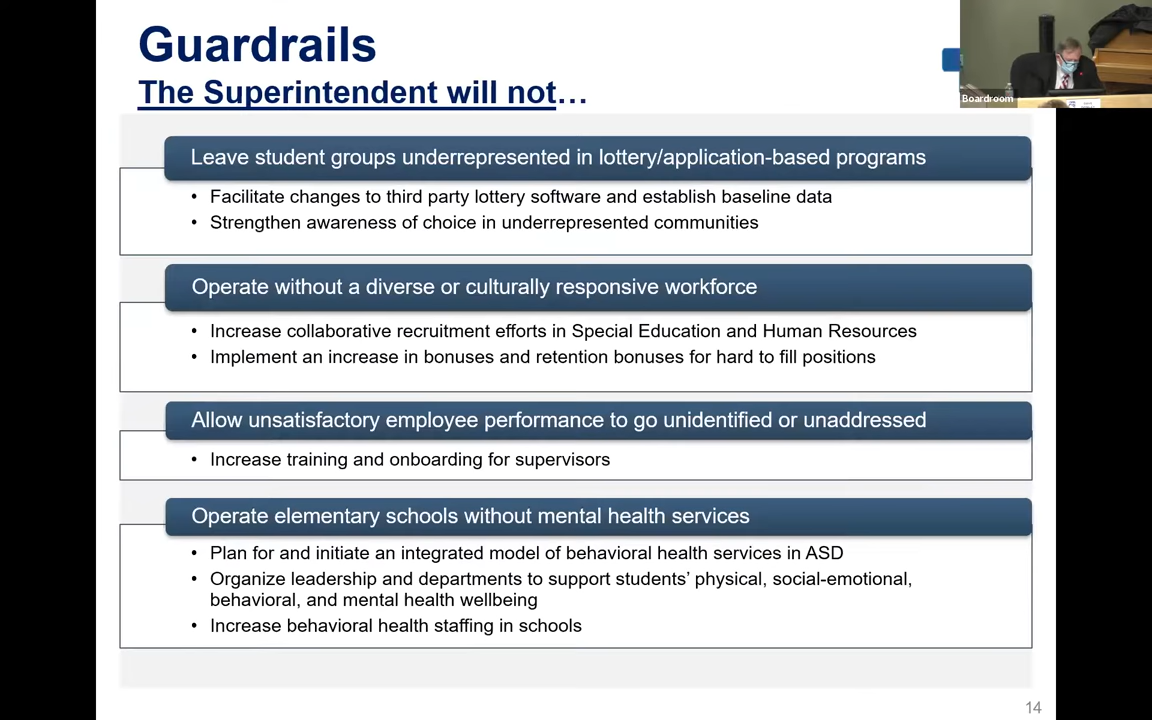 Guardrails
The Superintendent will not…
Boardroom
Leave student groups underrepresented in lottery/application-based programs
• Facilitate changes to third party lottery software and establish baseline data
• Strengthen awareness of choice in underrepresented communities
Operate without a diverse or culturally responsive workforce
• Increase collaborative recruitment efforts in Special Education and Human Resources
• Implement an increase in bonuses and retention bonuses for hard to fill positions
Allow unsatisfactory employee performance to go unidentified or unaddressed
• Increase training and onboarding for supervisors
Operate elementary schools without mental health services
• Plan for and initiate an integrated model of behavioral health services in ASD
• Organize leadership and departments to support students’ physical, social-emotional,
behavioral, and mental health wellbeing
• Increase behavioral health staffing in schools
14